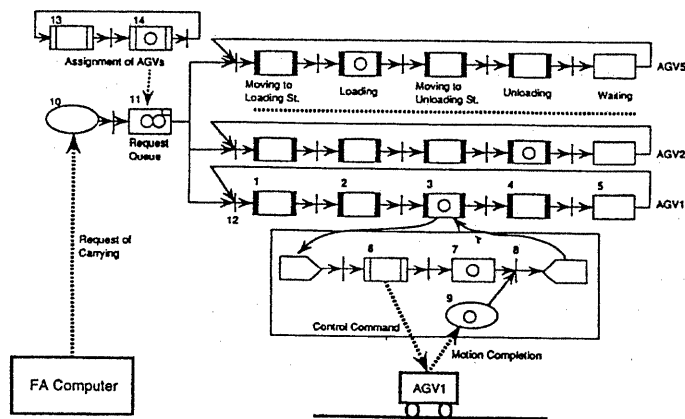 13
14
Assignment of AGVs
10
11
Request
Queue
Moving to
Loading St.
Loading
Moving to
Unloading St.
Unloading
Waiting
AGV5
AGV2
1
2
3
4
5
AGV1
12
Request of
Carrying
6
7
8
9
Control Command
Motion Completion
FA Computer
AGV1